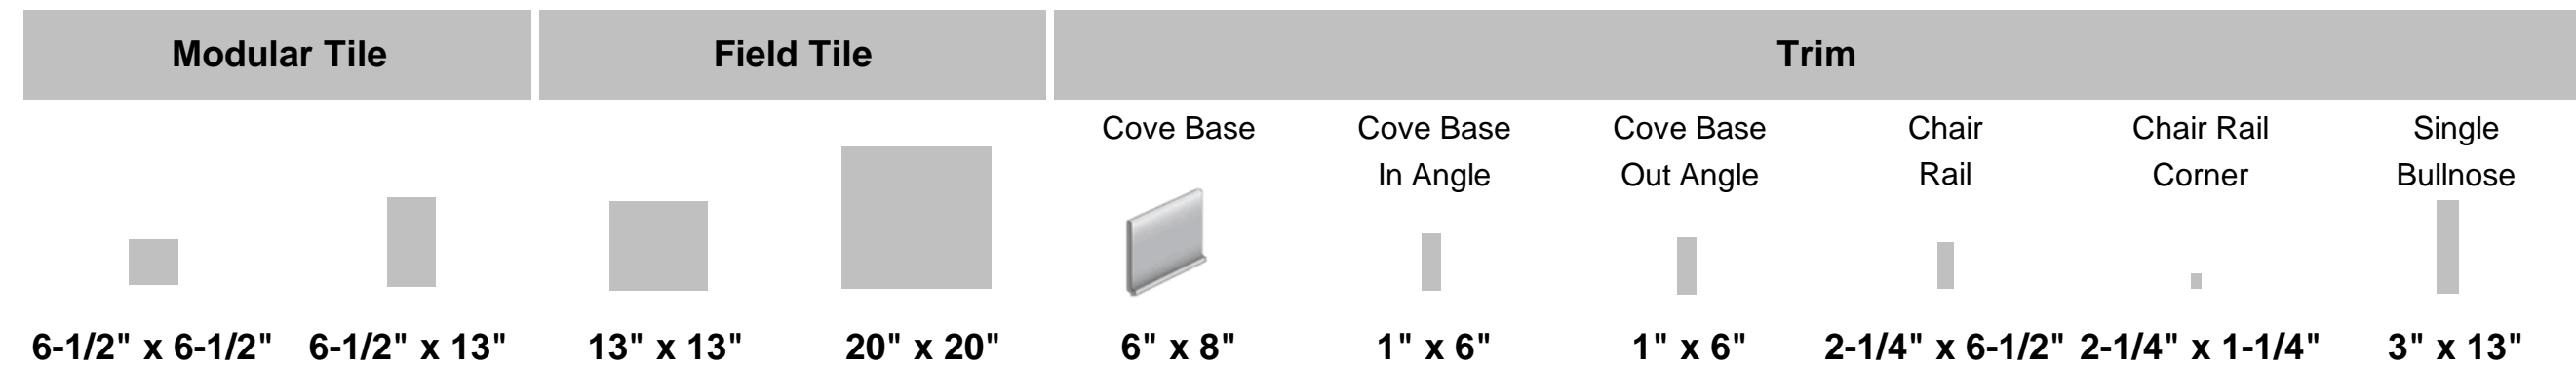 Modular Tile
Field Tile
Trim
Cove Base
Cove Base
In Angle
Cove Base
Out Angle
Chair
Rail
Chair Rail
Corner
Single
Bullnose
6-1/2" x 6-1/2"
6-1/2" x 13"
13" x 13"
20" x 20"
6" x 8"
1" x 6"
1" x 6"
2-1/4" x 6-1/2"
2-1/4" x 1-1/4"
3" x 13"